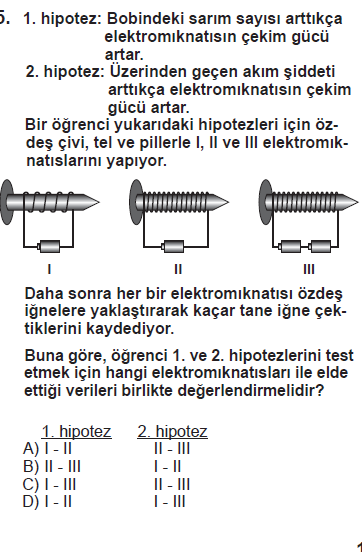 5. 1. hipotez: Bobindeki sarım sayısı arttıkça
elektromıknatısın çekim gücü
artar.
2. hipotez: Üzerinden geçen akım şiddeti
arttıkça elektromıknatısın çekim
gücü artar.
Bir öğrenci yukarıdaki hipotezleri için öz-
deş çivi, tel ve pillerle I, II ve III elektromık-
natıslarını yapıyor.
I II III
Daha sonra her bir elektromıknatısı özdeş
iğnelere yaklaştırarak kaçar tane iğne çek-
tiklerini kaydediyor.
Buna göre, öğrenci 1. ve 2. hipotezlerini test
etmek için hangi elektromıknatısları ile elde
ettiği verileri birlikte değerlendirmelidir?
1. hipotez 2. hipotez
A) I - II II - III
B) II - III I - II
C) I - III II - III
D) I - II I - III
1